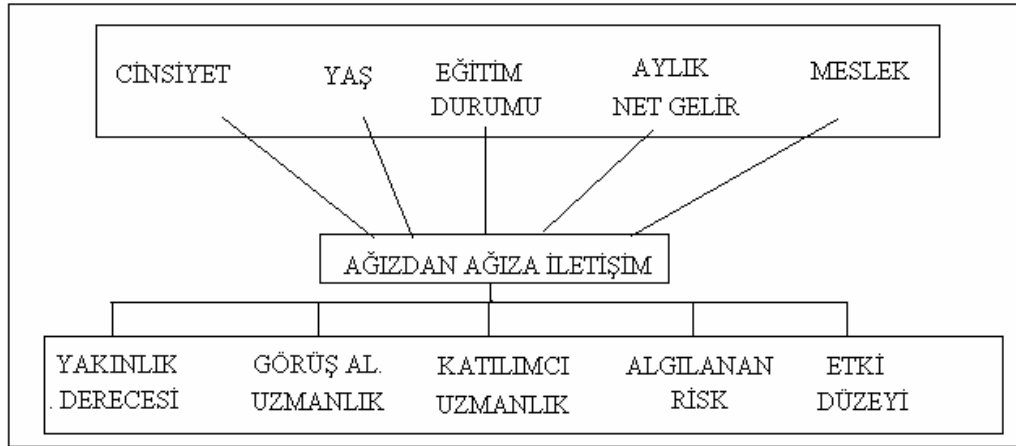 CİNSİYET YAŞ EĞİTİM DURUMU AYLIK NET GELİR MESLEK
AĞIZDAN AĞIZA İLETİŞİM
YAKINLIK GÖRÜŞ AL. KATILIMCI ALGILANAN ETKİ
. DERECESİ UZMANLIK UZMANLIK RİSK DÜZEYİ